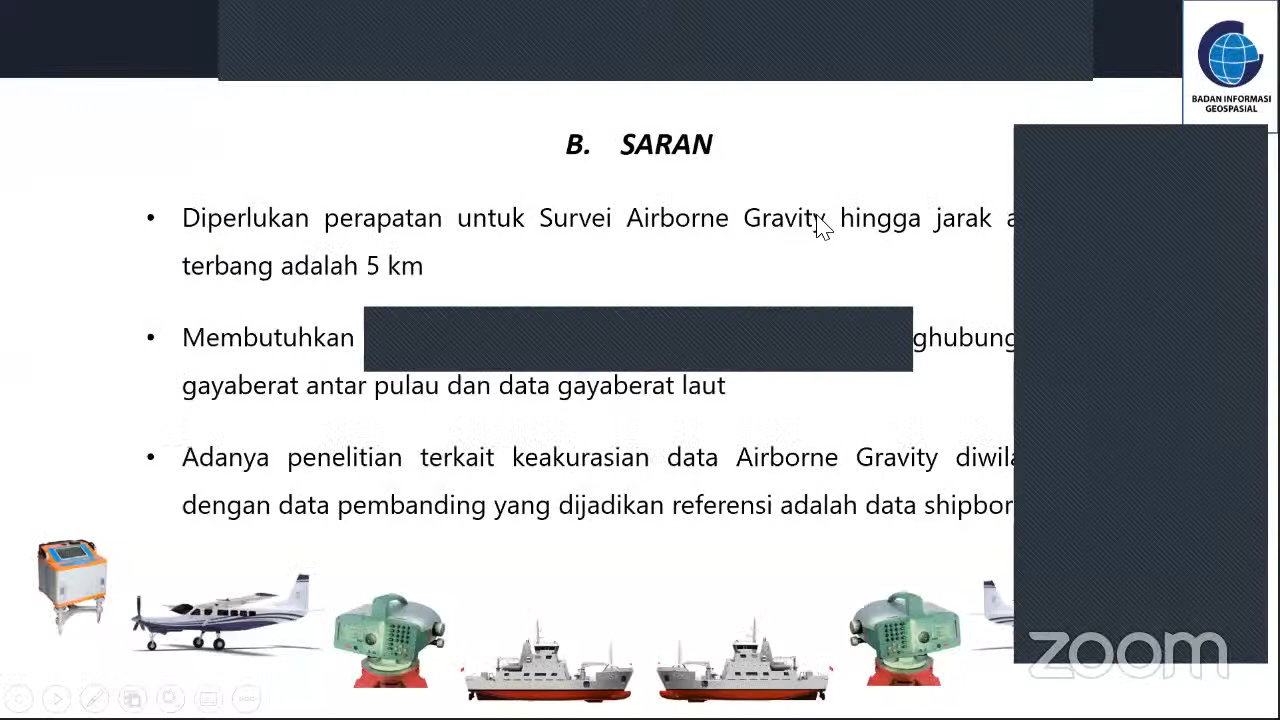 BADAN INFORMASI
GEOSPASIAL
B. SARAN
• Diperlukan perapatan untuk Survei Airborne Gravity hingga jarak
terbang adalah 5 km
• Membutuhkan
gayaberat antar pulau dan data gayaberat laut
• Adanya penelitian terkait keakurasian data Airborne Gravity
dengan data pembanding yang dijadikan referensi adalah data
zoom